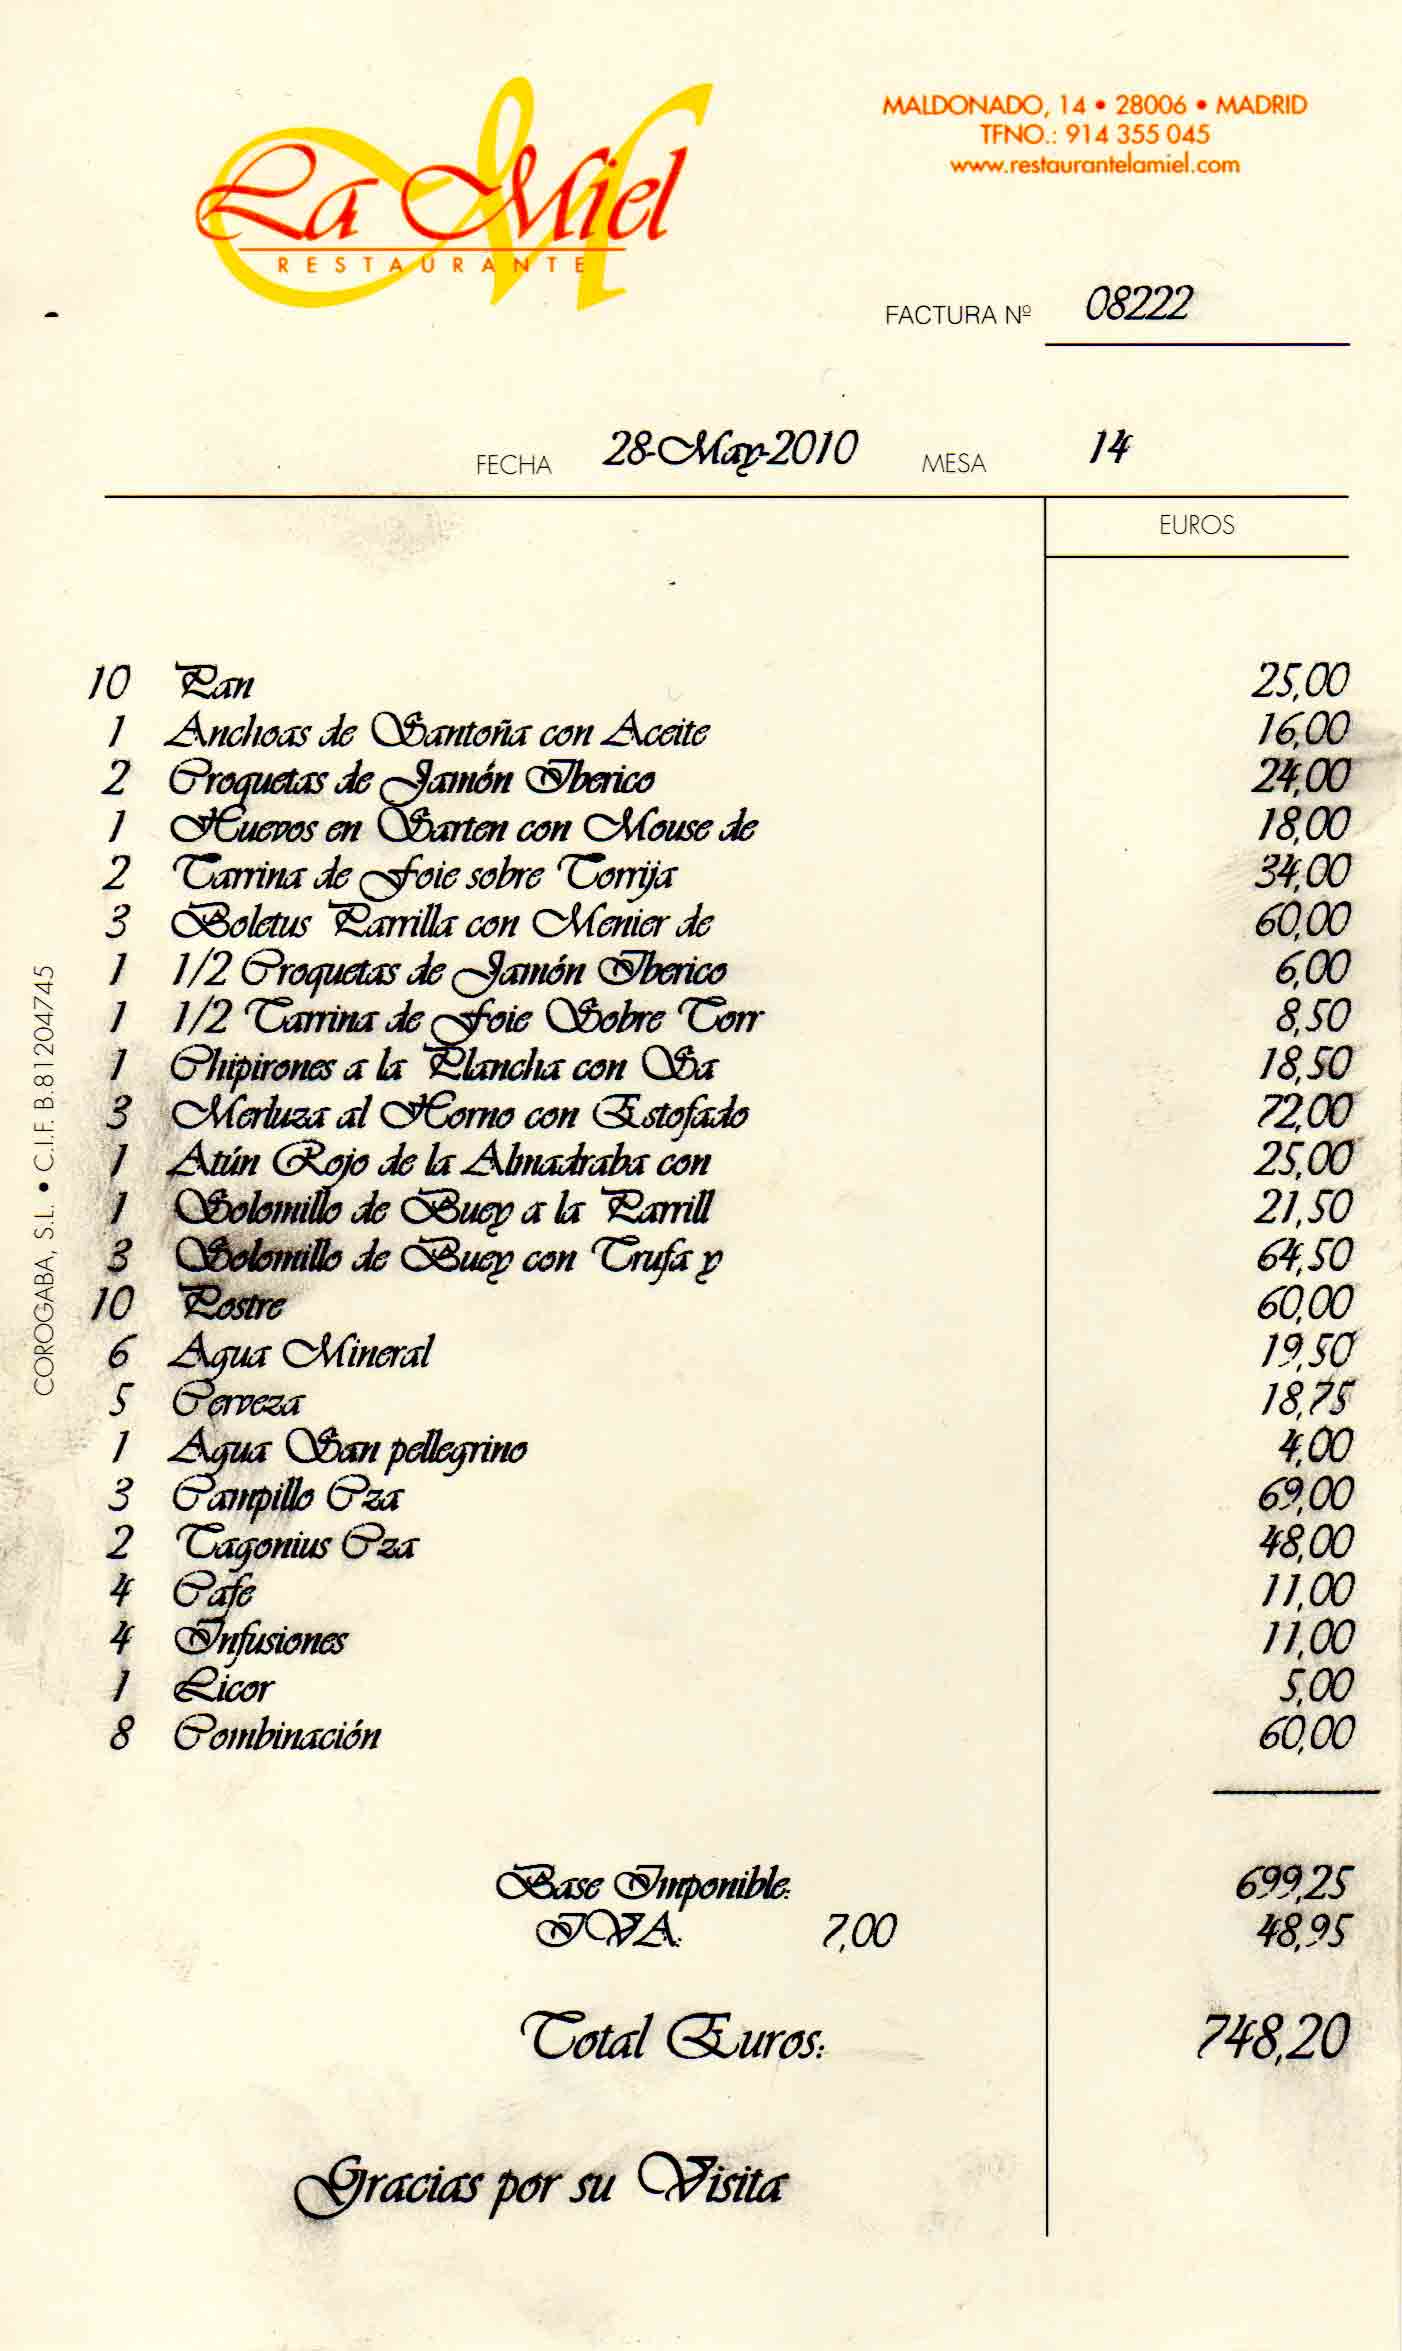 La Miel
RESTAURANTE
MALDONADO, 14 • 28006 • MADRID
TFNO.: 914 355 045
www.restaurantelamiel.com
FACTURA Nº 08222
FECHA 28-May-2010 MESA 14
EUROS
10 Pan 25,00
1 Anchoas de Santoña con Aceite 16,00
2 Croquetas de Jamón Iberico 24,00
1 Huevos en Sarten con Mouse de 18,00
2 Tarrina de Foie sobre Torrija 34,00
3 Boletus Parrilla con Menier de 60,00
1 1/2 Croquetas de Jamón Iberico 6,00
1 1/2 Tarrina de Foie Sobre Torr 8,50
1 Chipirones a la Plancha con Sa 18,50
3 Merluza al Horno con Estofado 72,00
1 Atún Rojo de la Almadraba con 25,00
1 Solomillo de Buey a la Parrill 21,50
3 Solomillo de Buey con Trufa y 64,50
10 Postre 60,00
6 Agua Mineral 19,50
5 Cerveza 18,75
1 Agua San pellegrino 4,00
3 Campillo Cza 69,00
2 Tagonius Cza 48,00
4 Cafe 11,00
4 Infusiones 11,00
1 Licor 5,00
8 Combinación 60,00
Base Imponible: 699,25
IVA: 7,00 48,95
Total Euros: 748,20
Gracias por su Visita
COROGABA, S.L. • C.I.F. B.81204745